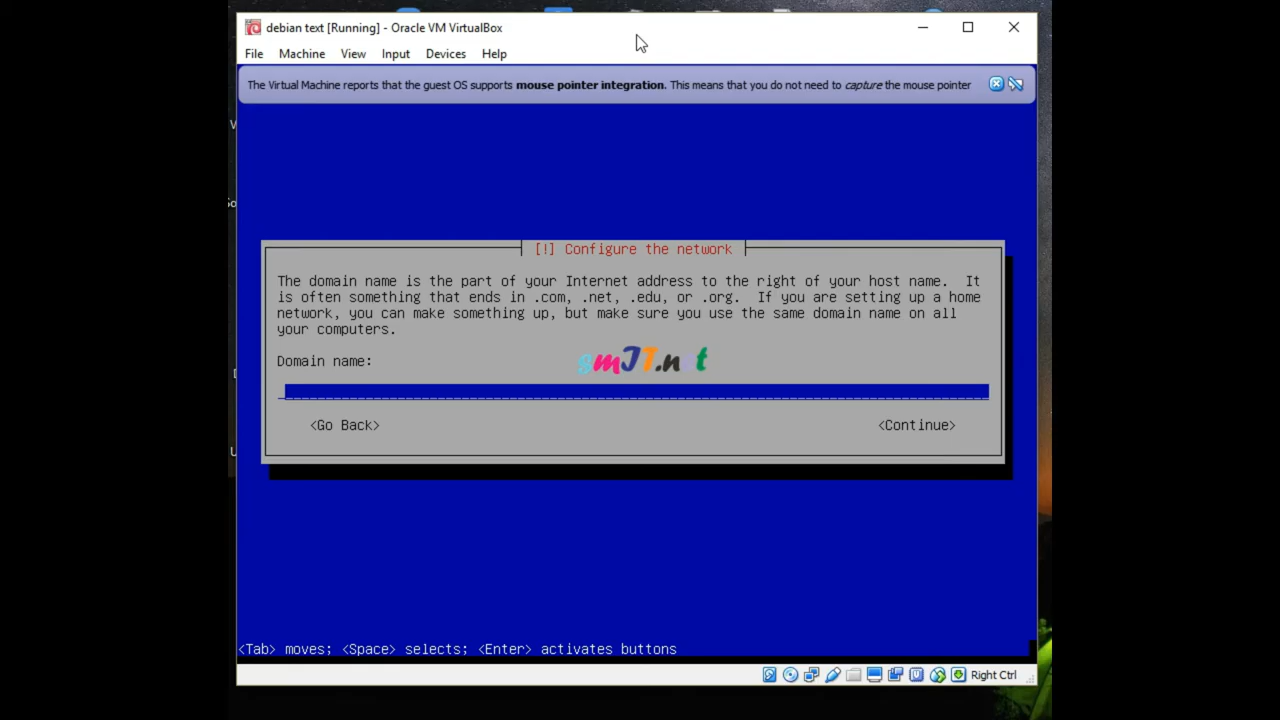 debian text [Running] - Oracle VM VirtualBox
File Machine View Input Devices Help
The Virtual Machine reports that the guest OS supports mouse pointer integration. This means that you do not need to capture the mouse pointer
[!] Configure the network
The domain name is the part of your Internet address to the right of your host name. It
is often something that ends in .com, .net, .edu, or .org. If you are setting up a home
network, you can make something up, but make sure you use the same domain name on all
your computers.
Domain name:
smIT.net
<Go Back> <Continue>
<Tab> moves; <Space> selects; <Enter> activates buttons
Right Ctrl